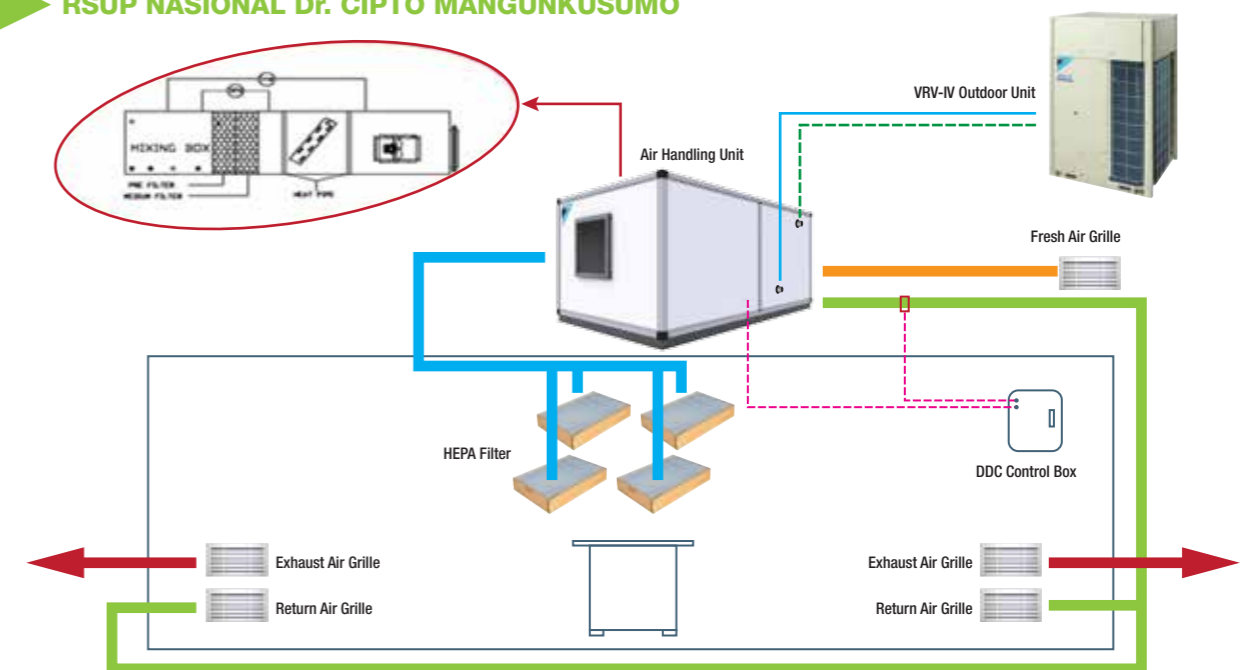 RSUP NASIONAL Dr. CIPTO MANGUNKUSUMO
VRV-IV Outdoor Unit
Air Handling Unit
MIXING BOX
PRE FILTER
MEDIUM FILTER
HEAT PIPE
Fresh Air Grille
HEPA Filter
DDC Control Box
Exhaust Air Grille
Exhaust Air Grille
Return Air Grille
Return Air Grille